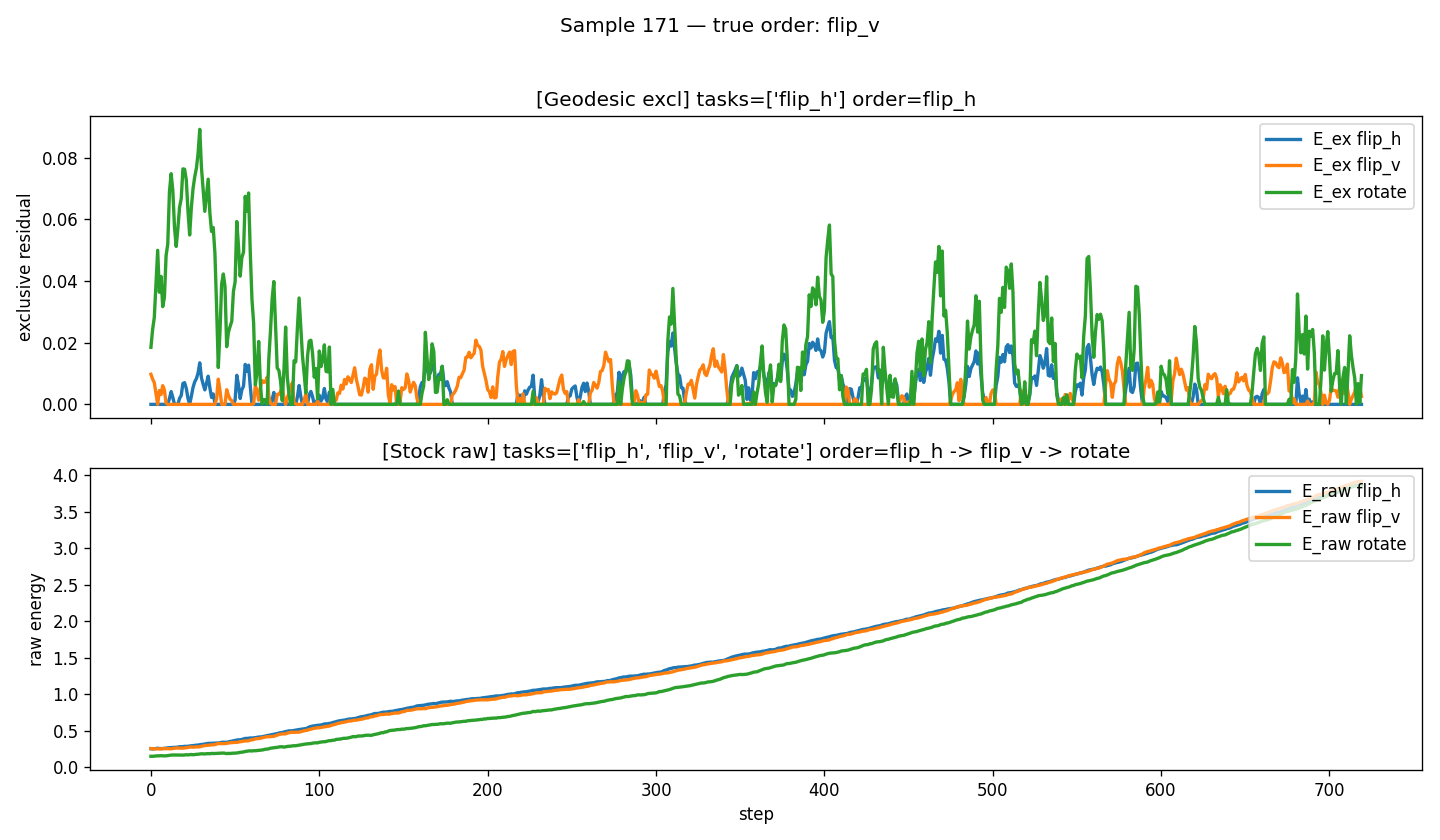 Sample 171 — true order: flip_v
[Geodesic excl] tasks=['flip_h'] order=flip_h
exclusive residual
0.08
0.06
0.04
0.02
0.00
E_ex flip_h
E_ex flip_v
E_ex rotate
[Stock raw] tasks=['flip_h', 'flip_v', 'rotate'] order=flip_h -> flip_v -> rotate
raw energy
4.0
3.5
3.0
2.5
2.0
1.5
1.0
0.5
0.0
E_raw flip_h
E_raw flip_v
E_raw rotate
0 100 200 300 400 500 600 700
step